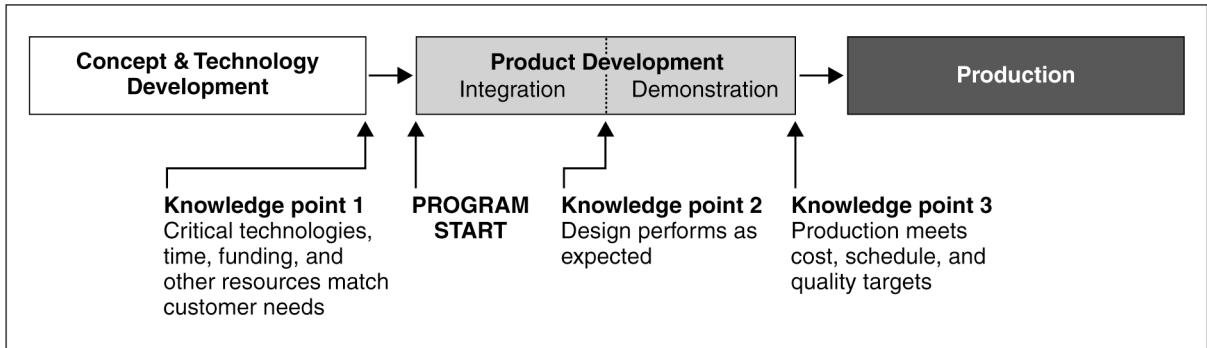 Concept & Technology
Development
Product Development
Integration
Demonstration
Production
Knowledge point 1
Critical technologies,
time, funding, and
other resources match
customer needs
PROGRAM
START
Knowledge point 2
Design performs as
expected
Knowledge point 3
Production meets
cost, schedule, and
quality targets